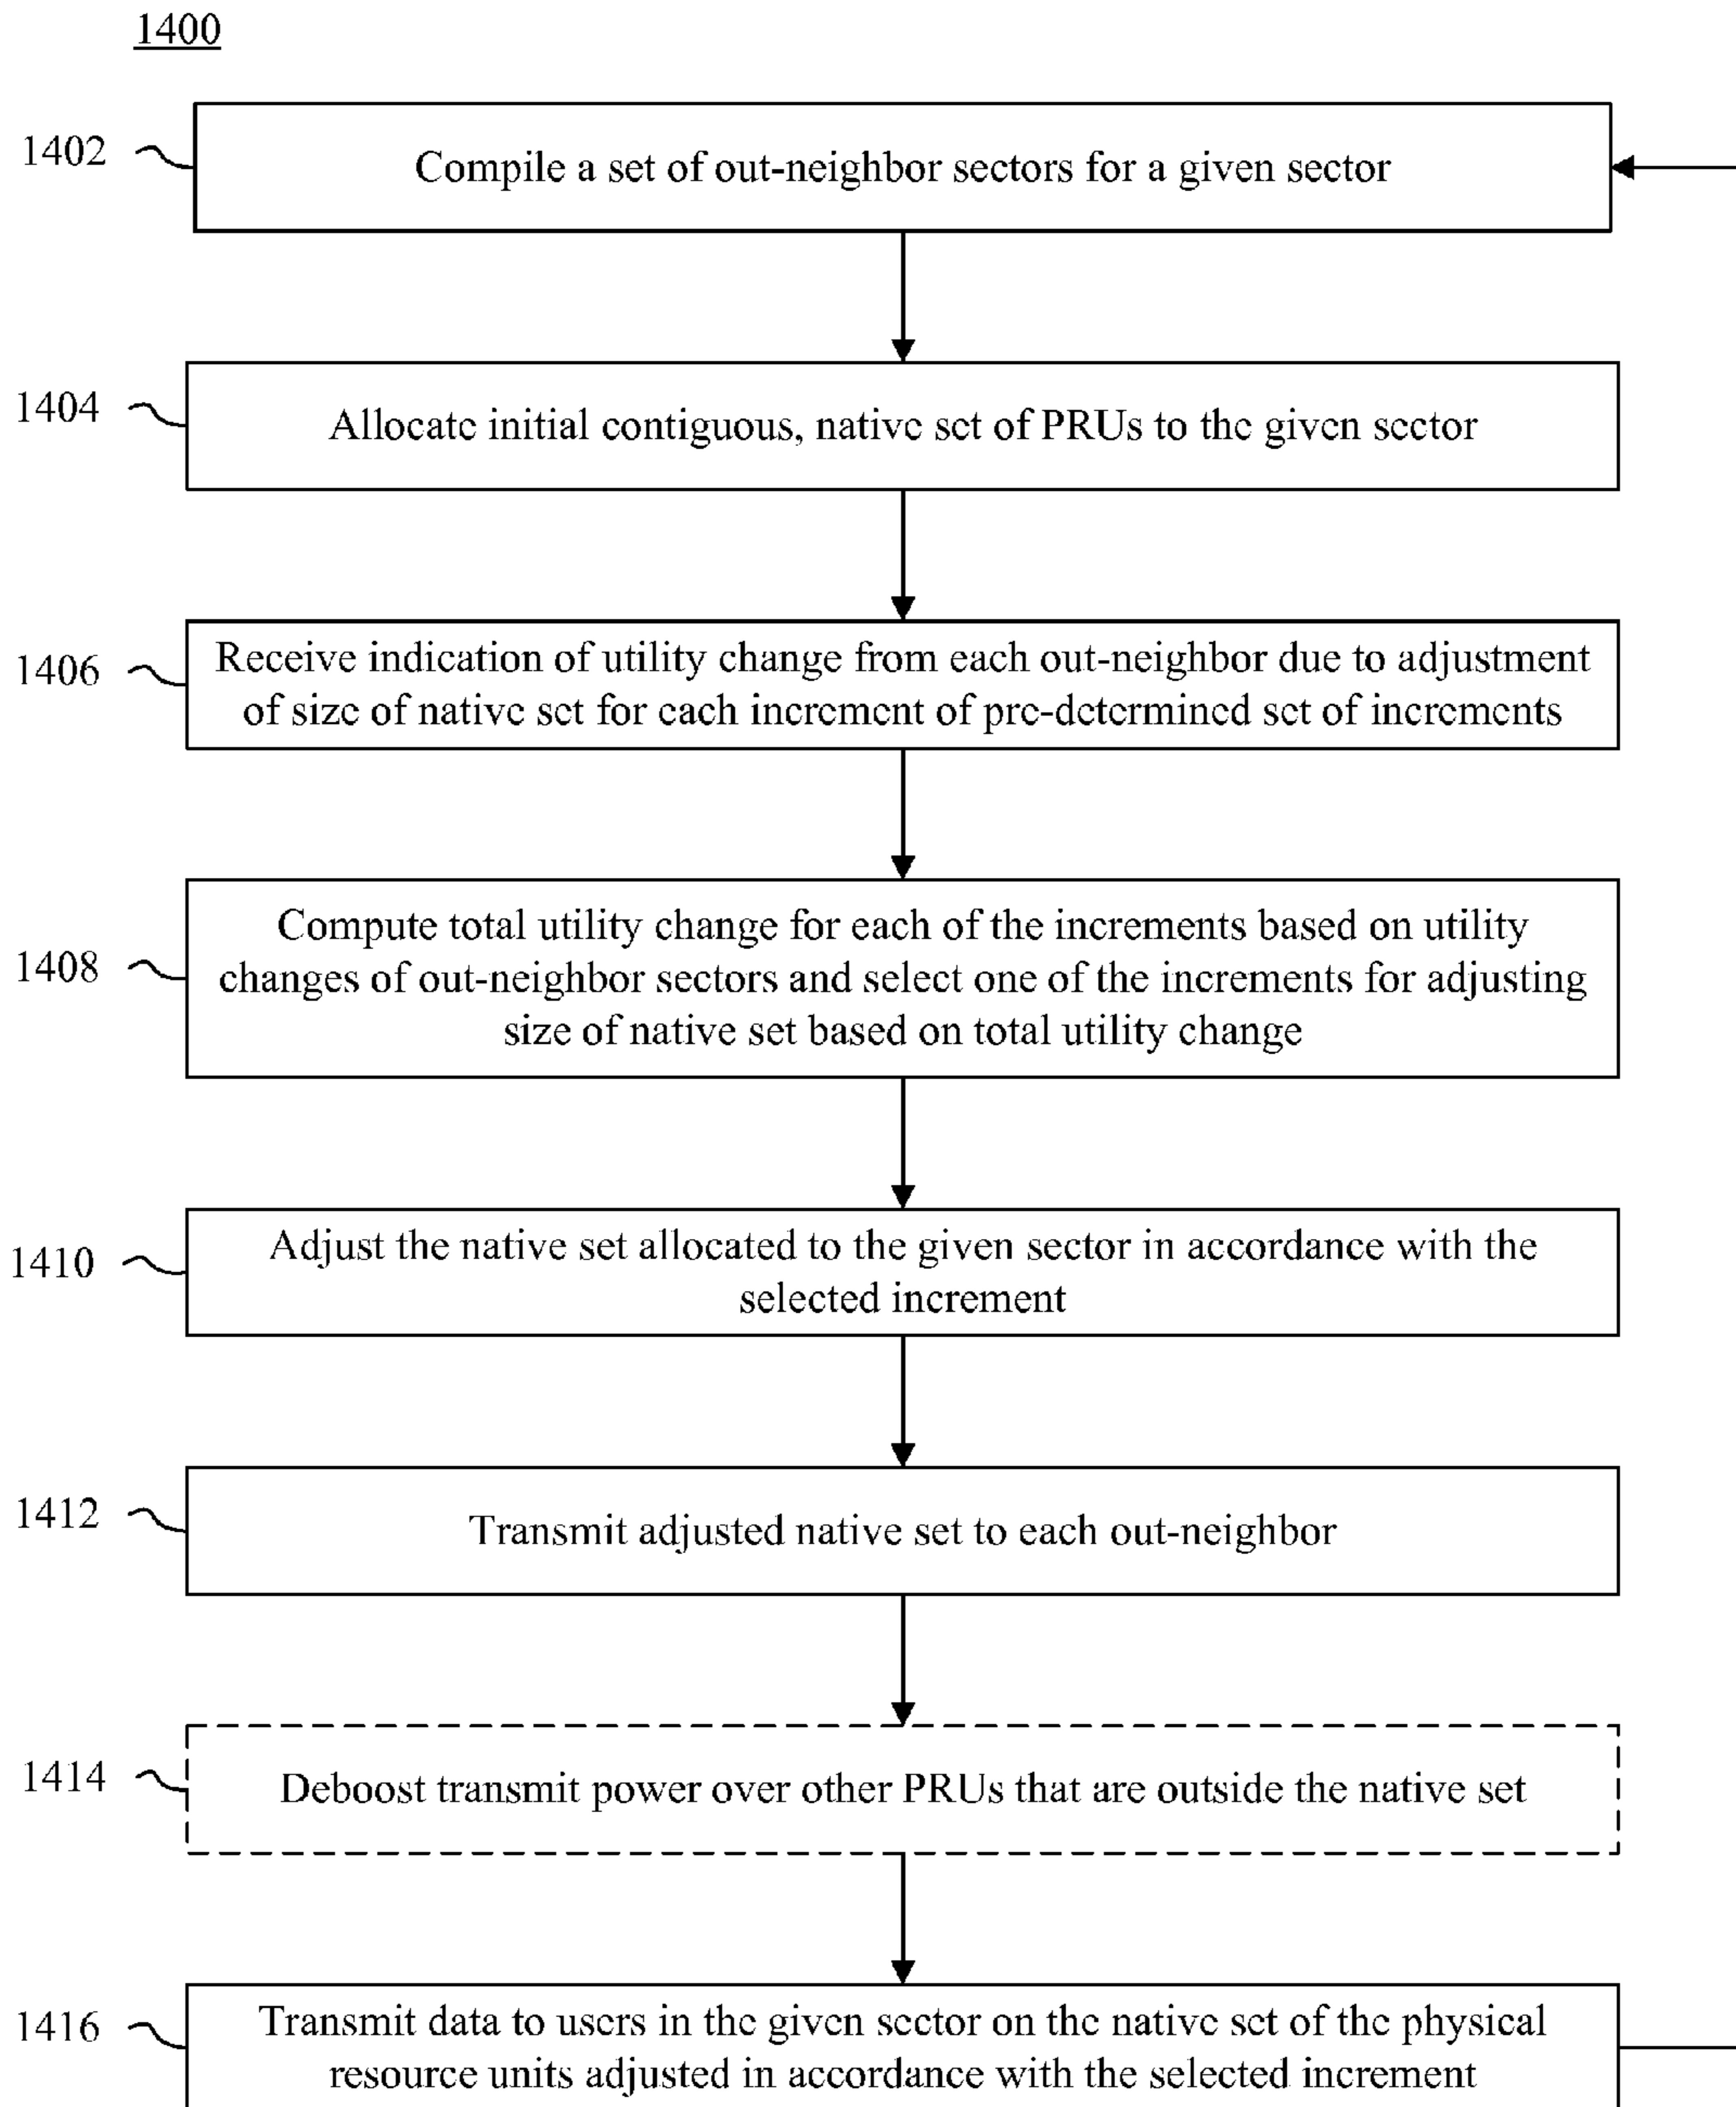 1400
1402
Compile a set of out-neighbor sectors for a given sector
1404
Allocate initial contiguous, native set of PRUs to the given sector
1406
Receive indication of utility change from each out-neighbor due to adjustment
of size of native set for each increment of pre-determined set of increments
1408
Compute total utility change for each of the increments based on utility
changes of out-neighbor sectors and select one of the increments for adjusting
size of native set based on total utility change
1410
Adjust the native set allocated to the given sector in accordance with the
selected increment
1412
Transmit adjusted native set to each out-neighbor
1414
Deboost transmit power over other PRUs that are outside the native set
1416
Transmit data to users in the given sector on the native set of the physical
resource units adjusted in accordance with the selected increment